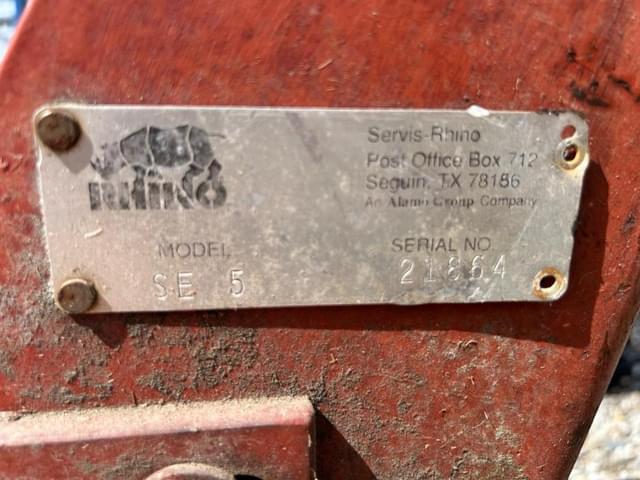 RHINO
Servis-Rhino
Post Office Box 712
Seguin, TX 78156
An Alamo Group Company
MODEL
SE 5
SERIAL NO.
21864